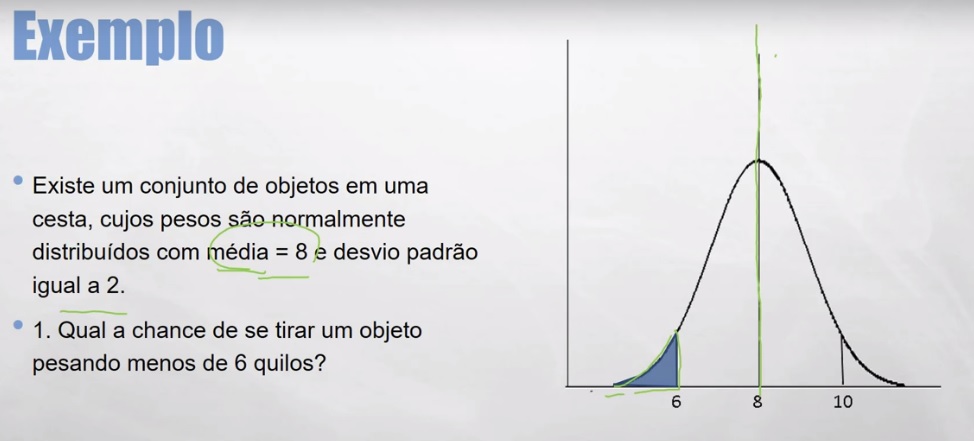 Exemplo
• Existe um conjunto de objetos em uma
cesta, cujos pesos são normalmente
distribuídos com média = 8 e desvio padrão
igual a 2.
• 1. Qual a chance de se tirar um objeto
pesando menos de 6 quilos?
6 8 10